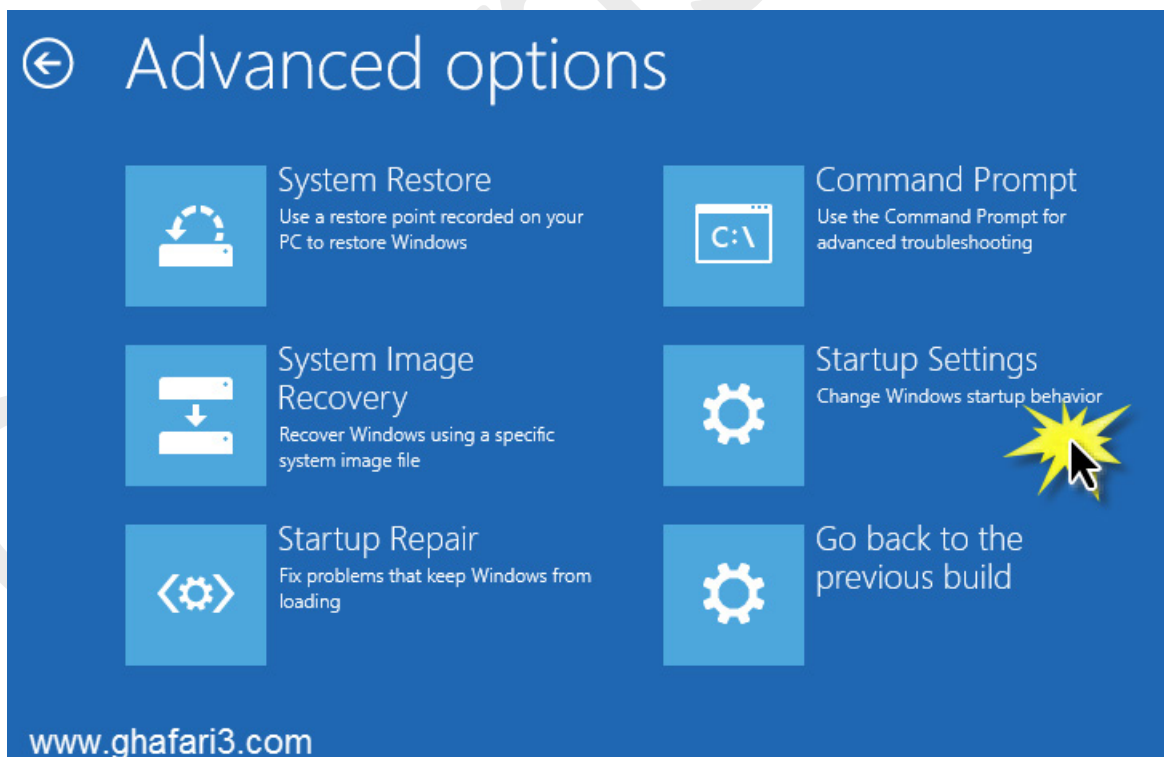 Advanced options
System Restore
Use a restore point recorded on your
PC to restore Windows
Command Prompt
Use the Command Prompt for
advanced troubleshooting
C:\
System Image
Recovery
Recover Windows using a specific
system image file
Startup Settings
Change Windows startup behavior
Startup Repair
Fix problems that keep Windows from
loading
Go back to the
previous build
www.ghafari3.com